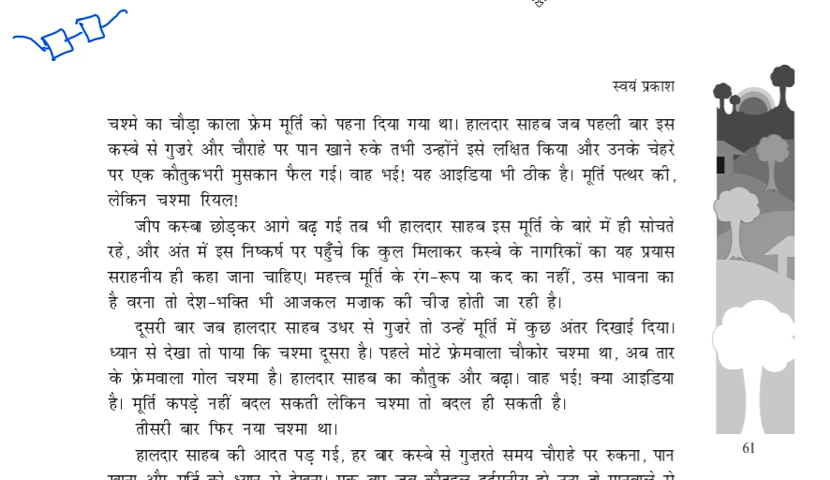 स्वयं प्रकाश
चश्मे का चौड़ा काला फ्रेम मूर्ति को पहना दिया गया था। हालदार साहब जब पहली बार इस
कस्बे से गुज़रे और चौराहे पर पान खाने रुके तभी उन्होंने इसे लक्षित किया और उनके चेहरे
पर एक कौतुकभरी मुसकान फैल गई। वाह भई! यह आइडिया भी ठीक है। मूर्ति पत्थर की,
लेकिन चश्मा रियल!
जीप कस्बा छोड़कर आगे बढ़ गई तब भी हालदार साहब इस मूर्ति के बारे में ही सोचते
रहे, और अंत में इस निष्कर्ष पर पहुँचे कि कुल मिलाकर कस्बे के नागरिकों का यह प्रयास
सराहनीय ही कहा जाना चाहिए। महत्त्व मूर्ति के रंग-रूप या कद का नहीं, उस भावना का
है वरना तो देश-भक्ति भी आजकल मज़ाक की चीज़ होती जा रही है।
दूसरी बार जब हालदार साहब उधर से गुज़रे तो उन्हें मूर्ति में कुछ अंतर दिखाई दिया।
ध्यान से देखा तो पाया कि चश्मा दूसरा है। पहले मोटे फ्रेमवाला चौकोर चश्मा था, अब तार
के फ्रेमवाला गोल चश्मा है। हालदार साहब का कौतुक और बढ़ा। वाह भई! क्या आइडिया
है। मूर्ति कपड़े नहीं बदल सकती लेकिन चश्मा तो बदल ही सकती है।
तीसरी बार फिर नया चश्मा था।
हालदार साहब की आदत पड़ गई, हर बार कस्बे से गुज़रते समय चौराहे पर रुकना, पान
61